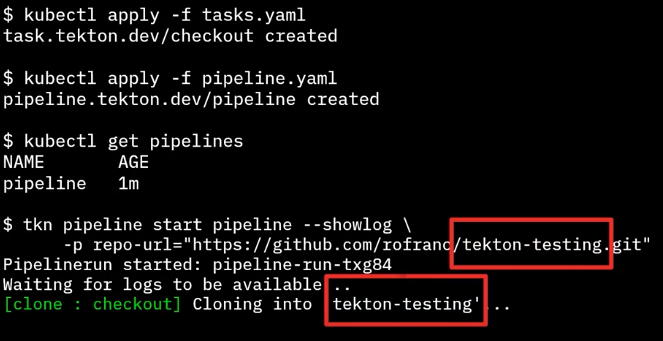 $ kubectl apply -f tasks.yaml
task.tekton.dev/checkout created
$ kubectl apply -f pipeline.yaml
pipeline.tekton.dev/pipeline created
$ kubectl get pipelines
NAME AGE
pipeline 1m
$ tkn pipeline start pipeline --showlog \
-p repo-url="https://github.com/rofrano/tekton-testing.git"
Pipelinerun started: pipeline-run-txg84
Waiting for logs to be available ..
[clone : checkout] Cloning into tekton-testing'...